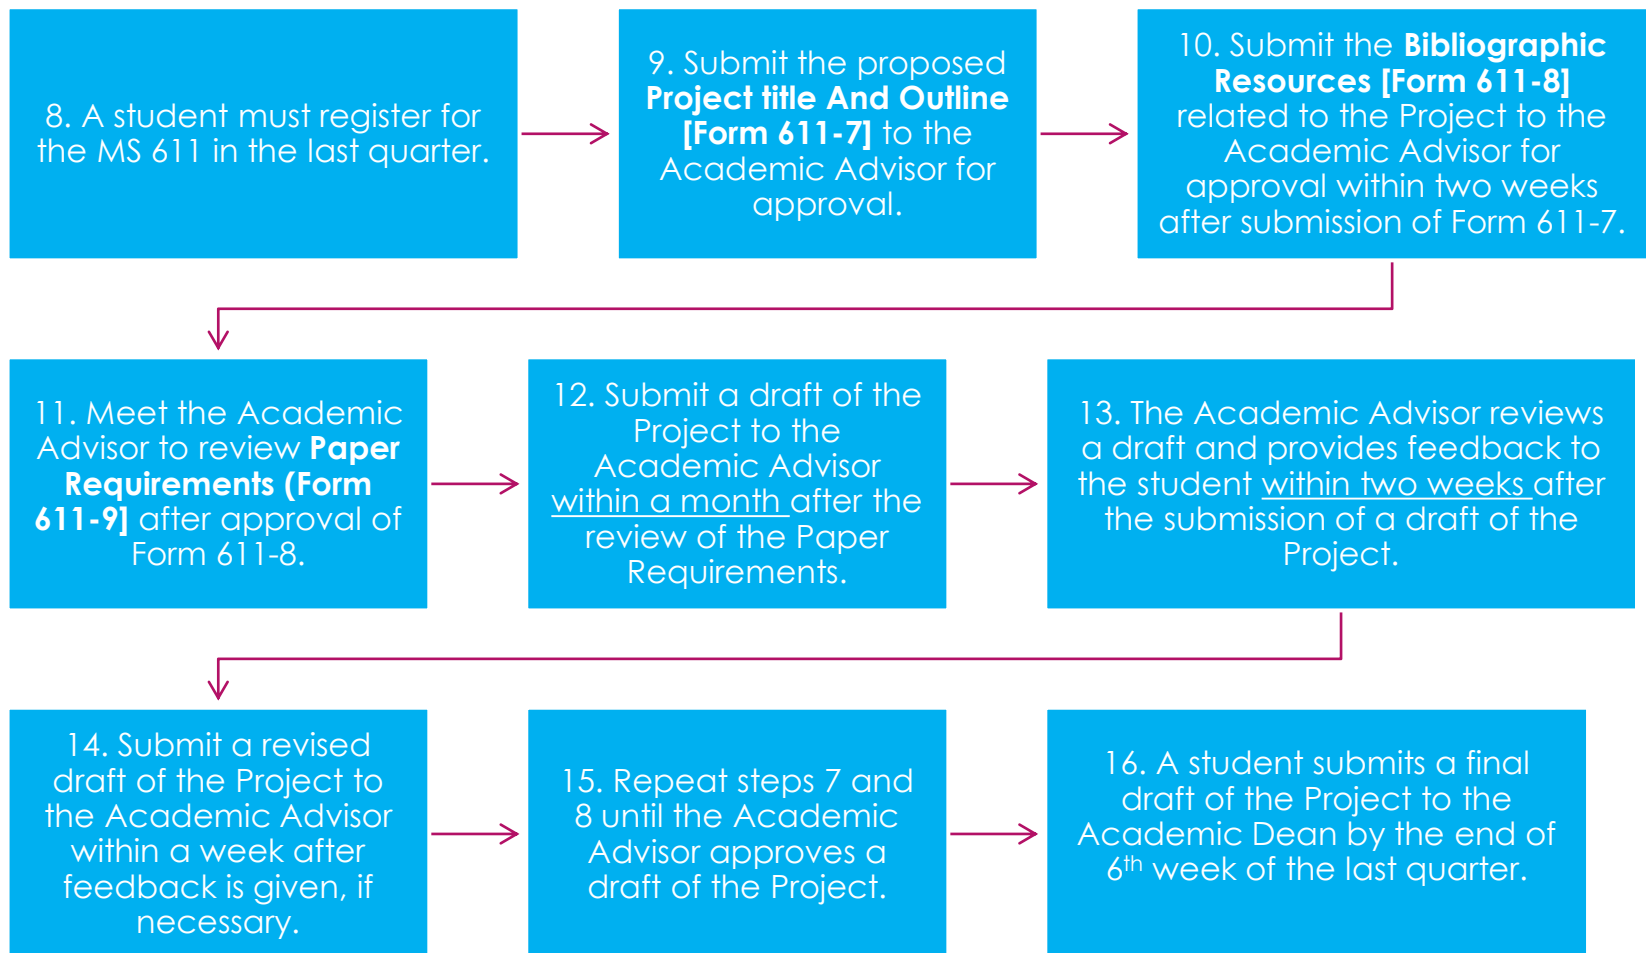 8. A student must register for
the MS 611 in the last quarter.
9. Submit the proposed
Project title And Outline
[Form 611-7] to the
Academic Advisor for
approval.
10. Submit the Bibliographic
Resources [Form 611-8]
related to the Project to the
Academic Advisor for
approval within two weeks
after submission of Form 611-7.
11. Meet the Academic
Advisor to review Paper
Requirements (Form
611-9] after approval of
Form 611-8.
12. Submit a draft of the
Project to the
Academic Advisor
within a month after the
review of the Paper
Requirements.
13. The Academic Advisor reviews
a draft and provides feedback to
the student within two weeks after
the submission of a draft of the
Project.
14. Submit a revised
draft of the Project to
the Academic Advisor
within a week after
feedback is given, if
necessary.
15. Repeat steps 7 and
8 until the Academic
Advisor approves a
draft of the Project.
16. A student submits a final
draft of the Project to the
Academic Dean by the end of
6th week of the last quarter.